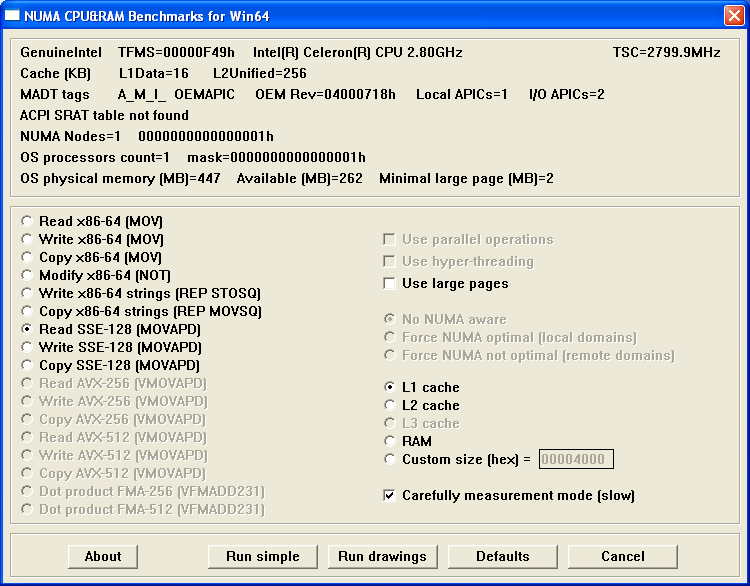 NUMA CPU&RAM Benchmarks for Win64
GenuineIntel TFMS=00000F49h Intel(R) Celeron(R) CPU 2.80GHz TSC=2799.9MHz
Cache (KB) L1Data=16 L2Unified=256
MADT tags A_M_I_ OEMAPIC OEM Rev=04000718h Local APICs=1 I/O APICs=2
ACPI SRAT table not found
NUMA Nodes=1 0000000000000001h
OS processors count=1 mask=0000000000000001h
OS physical memory (MB)=447 Available (MB)=262 Minimal large page (MB)=2
Read x86-64 (MOV)
Write x86-64 (MOV)
Copy x86-64 (MOV)
Modify x86-64 (NOT)
Write x86-64 strings (REP STOSQ)
Copy x86-64 strings (REP MOVSQ)
Read SSE-128 (MOVAPD)
Write SSE-128 (MOVAPD)
Copy SSE-128 (MOVAPD)
Read AVX-256 (VMOVAPD)
Write AVX-256 (VMOVAPD)
Copy AVX-256 (VMOVAPD)
Read AVX-512 (VMOVAPD)
Write AVX-512 (VMOVAPD)
Copy AVX-512 (VMOVAPD)
Dot product FMA-256 (VFMADD231)
Dot product FMA-512 (VFMADD231)
Use parallel operations
Use hyper-threading
Use large pages
No NUMA aware
Force NUMA optimal (local domains)
Force NUMA not optimal (remote domains)
L1 cache
L2 cache
L3 cache
RAM
Custom size (hex) = 00004000
Carefully measurement mode (slow)
About Run simple Run drawings Defaults Cancel